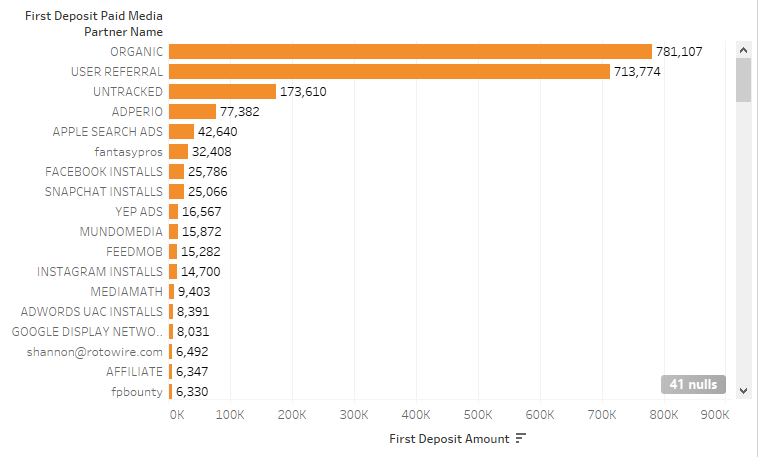 First Deposit Paid Media
Partner Name
ORGANIC 781,107
USER REFERRAL 713,774
UNTRACKED 173,610
ADPERIO 77,382
APPLE SEARCH ADS 42,640
fantasypros 32,408
FACEBOOK INSTALLS 25,786
SNAPCHAT INSTALLS 25,066
YEP ADS 16,567
MUNDOMEDIA 15,872
FEEDMOB 15,282
INSTAGRAM INSTALLS 14,700
MEDIAMATH 9,403
ADWORDS UAC INSTALLS 8,391
GOOGLE DISPLAY NETWO.. 8,031
shannon@rotowire.com 6,492
AFFILIATE 6,347
41 nulls
fpbounty 6,330
0K 100K 200K 300K 400K 500K 600K 700K 800K 900K
First Deposit Amount